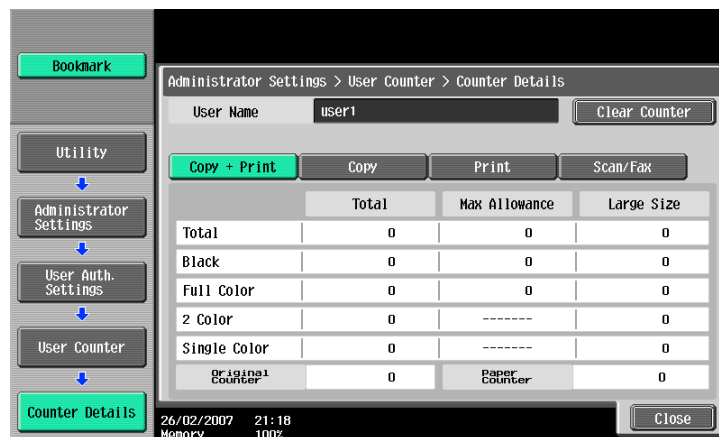 Bookmark
Utility
Administrator
Settings
User Auth.
Settings
User Counter
Counter Details
Administrator Settings > User Counter > Counter Details
User Name user1 Clear Counter
Copy + Print Copy Print Scan/Fax
Total Max Allowance Large Size
Total 0 0 0
Black 0 0 0
Full Color 0 0 0
2 Color 0 ------- 0
Single Color 0 ------- 0
Original
Counter 0 Paper
Counter 0
26/02/2007 21:18
Memory 100%
Close